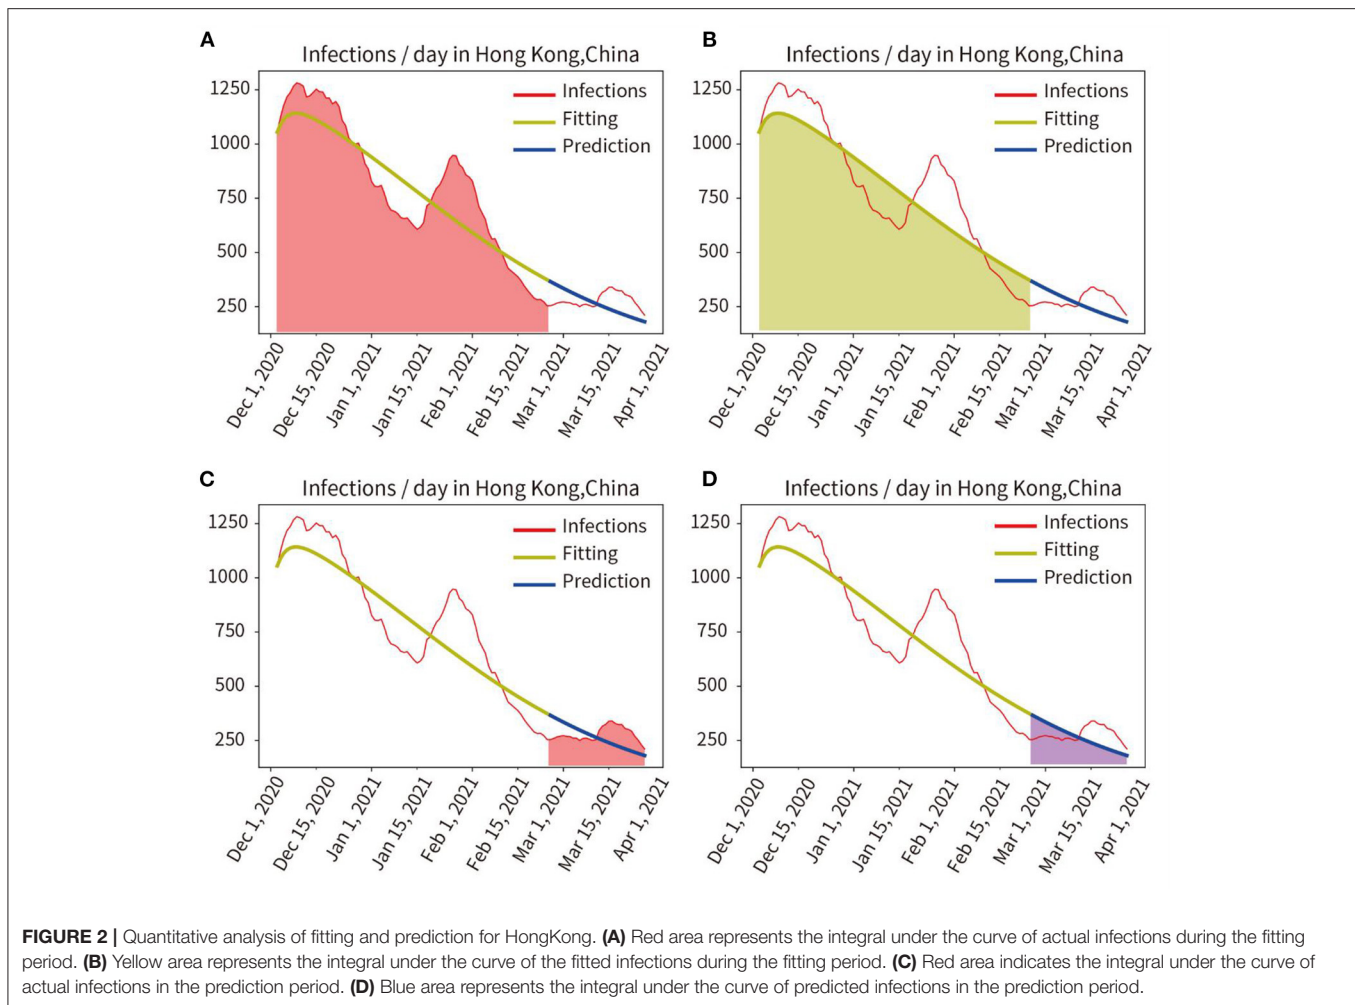 A
Infections / day in Hong Kong,China
1250
1000
750
500
250
Infections
Fitting
Prediction
Dec 1, 2020
Dec 15, 2020
Jan 1, 2021
Jan 15, 2021
Feb 1, 2021
Feb 15, 2021
Mar 1, 2021
Mar 15, 2021
Apr 1, 2021
B
Infections / day in Hong Kong,China
1250
1000
750
500
250
Infections
Fitting
Prediction
Dec 1, 2020
Dec 15, 2020
Jan 1, 2021
Jan 15, 2021
Feb 1, 2021
Feb 15, 2021
Mar 1, 2021
Mar 15, 2021
Apr 1, 2021
C
Infections / day in Hong Kong,China
1250
1000
750
500
250
Infections
Fitting
Prediction
Dec 1, 2020
Dec 15, 2020
Jan 1, 2021
Jan 15, 2021
Feb 1, 2021
Feb 15, 2021
Mar 1, 2021
Mar 15, 2021
Apr 1, 2021
D
Infections / day in Hong Kong,China
1250
1000
750
500
250
Infections
Fitting
Prediction
Dec 1, 2020
Dec 15, 2020
Jan 1, 2021
Jan 15, 2021
Feb 1, 2021
Feb 15, 2021
Mar 1, 2021
Mar 15, 2021
Apr 1, 2021
FIGURE 2 | Quantitative analysis of fitting and prediction for HongKong. (A) Red area represents the integral under the curve of actual infections during the fitting
period. (B) Yellow area represents the integral under the curve of the fitted infections during the fitting period. (C) Red area indicates the integral under the curve of
actual infections in the prediction period. (D) Blue area represents the integral under the curve of predicted infections in the prediction period.